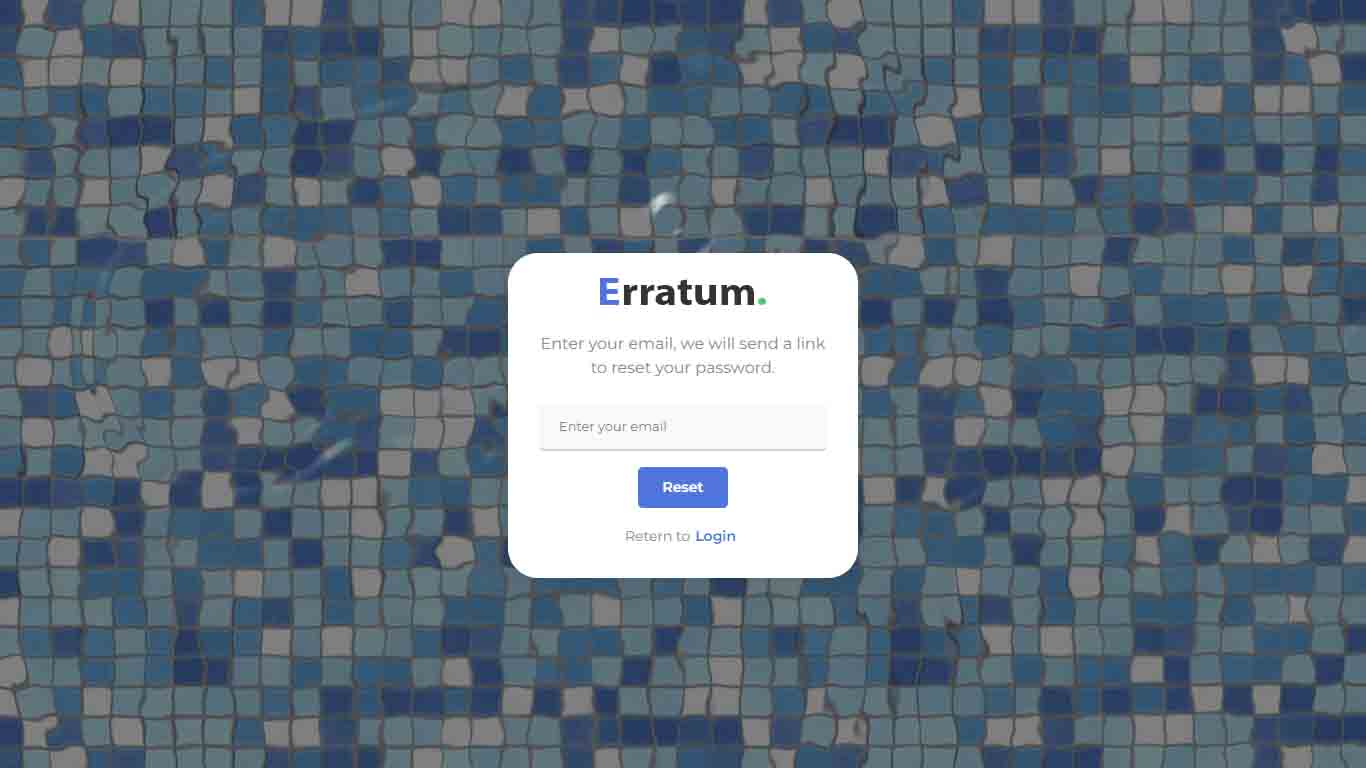 Erratum.
Enter your email, we will send a link
to reset your password.
Enter your email
Reset
Retern to Login